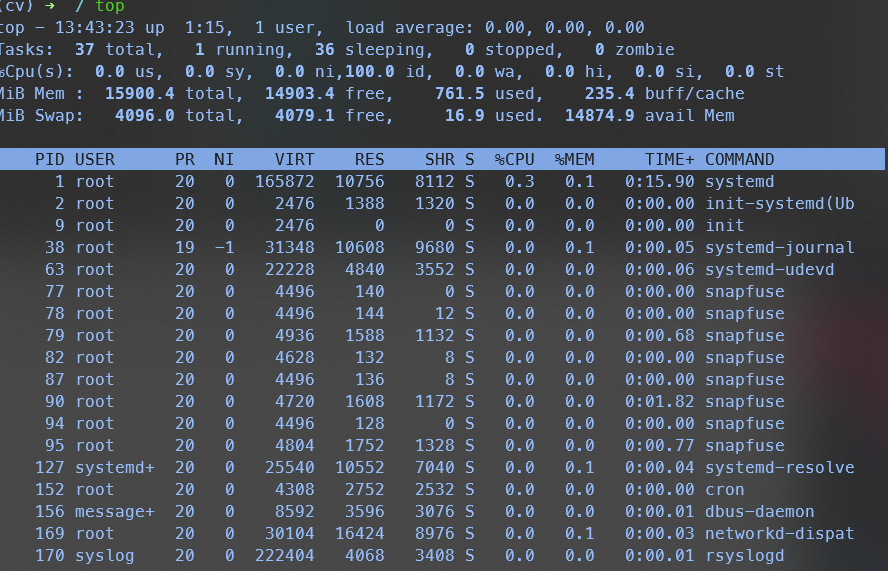 (cv) ➜  / top
top - 13:43:23 up  1:15,  1 user,  load average: 0.00, 0.00, 0.00
Tasks:  37 total,   1 running,  36 sleeping,   0 stopped,   0 zombie
%Cpu(s):  0.0 us,  0.0 sy,  0.0 ni,100.0 id,  0.0 wa,  0.0 hi,  0.0 si,  0.0 st
MiB Mem :  15900.4 total,  14903.4 free,    761.5 used,    235.4 buff/cache
MiB Swap:   4096.0 total,   4079.1 free,     16.9 used.  14874.9 avail Mem
PID USER      PR  NI    VIRT    RES    SHR S  %CPU  %MEM     TIME+ COMMAND
1 root      20   0  165872  10756   8112 S   0.3   0.1   0:15.90 systemd
2 root      20   0    2476   1388   1320 S   0.0   0.0   0:00.00 init-systemd(Ub
9 root      20   0    2476      0      0 S   0.0   0.0   0:00.00 init
38 root      19  -1   31348  10608   9680 S   0.0   0.1   0:00.05 systemd-journal
63 root      20   0   22228   4840   3552 S   0.0   0.0   0:00.06 systemd-udevd
77 root      20   0    4496    140      0 S   0.0   0.0   0:00.00 snapfuse
78 root      20   0    4496    144     12 S   0.0   0.0   0:00.00 snapfuse
79 root      20   0    4936   1588   1132 S   0.0   0.0   0:00.68 snapfuse
82 root      20   0    4628    132      8 S   0.0   0.0   0:00.00 snapfuse
87 root      20   0    4496    136      8 S   0.0   0.0   0:00.00 snapfuse
90 root      20   0    4720   1608   1172 S   0.0   0.0   0:01.82 snapfuse
94 root      20   0    4496    128      0 S   0.0   0.0   0:00.00 snapfuse
95 root      20   0    4804   1752   1328 S   0.0   0.0   0:00.77 snapfuse
127 systemd+  20   0   25540  10552   7040 S   0.0   0.1   0:00.04 systemd-resolve
152 root      20   0    4308   2752   2532 S   0.0   0.0   0:00.00 cron
156 message+  20   0    8592   3596   3076 S   0.0   0.0   0:00.01 dbus-daemon
169 root      20   0   30104  16424   8976 S   0.0   0.1   0:00.03 networkd-dispat
170 syslog    20   0  222404   4068   3408 S   0.0   0.0   0:00.01 rsyslogd